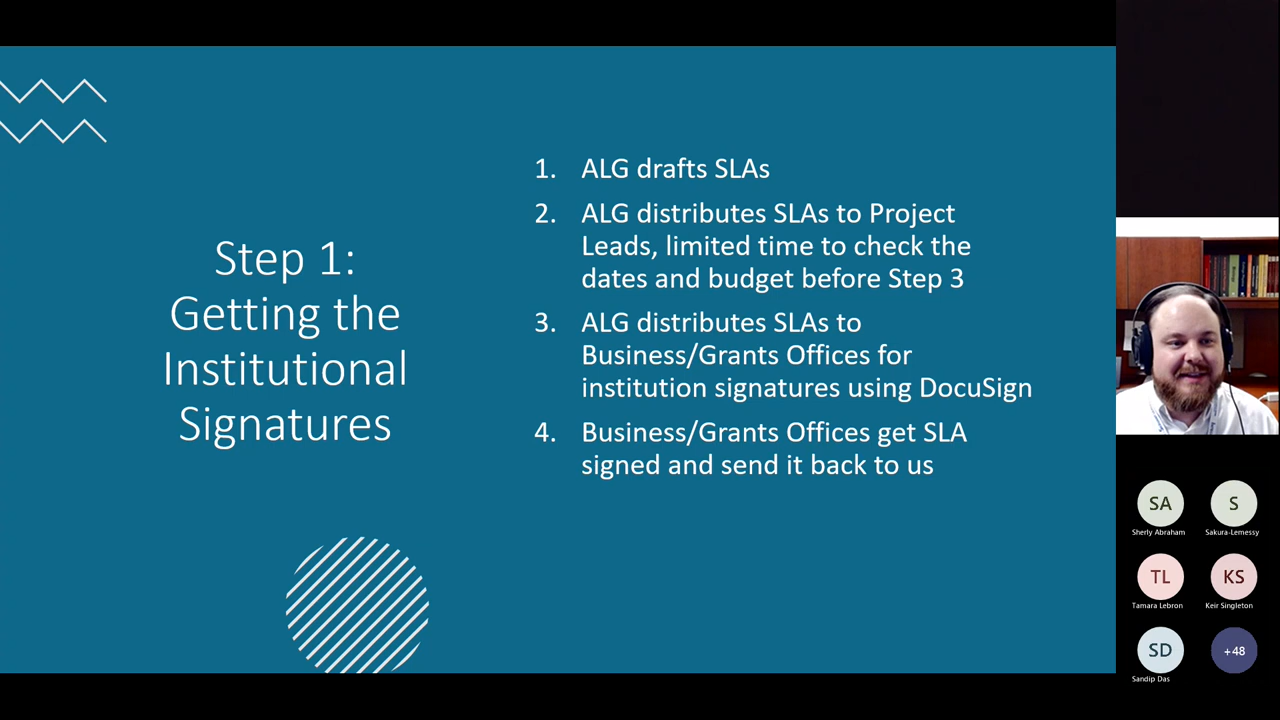 Step 1:
Getting the
Institutional
Signatures
1. ALG drafts SLAs
2. ALG distributes SLAs to Project
Leads, limited time to check the
dates and budget before Step 3
3. ALG distributes SLAs to
Business/Grants Offices for
institution signatures using DocuSign
4. Business/Grants Offices get SLA
signed and send it back to us
SA
Sherly Abraham
S
Sakura-Lemessy
TL
Tamara Lebron
KS
Keir Singleton
SD
Sandip Das
+48